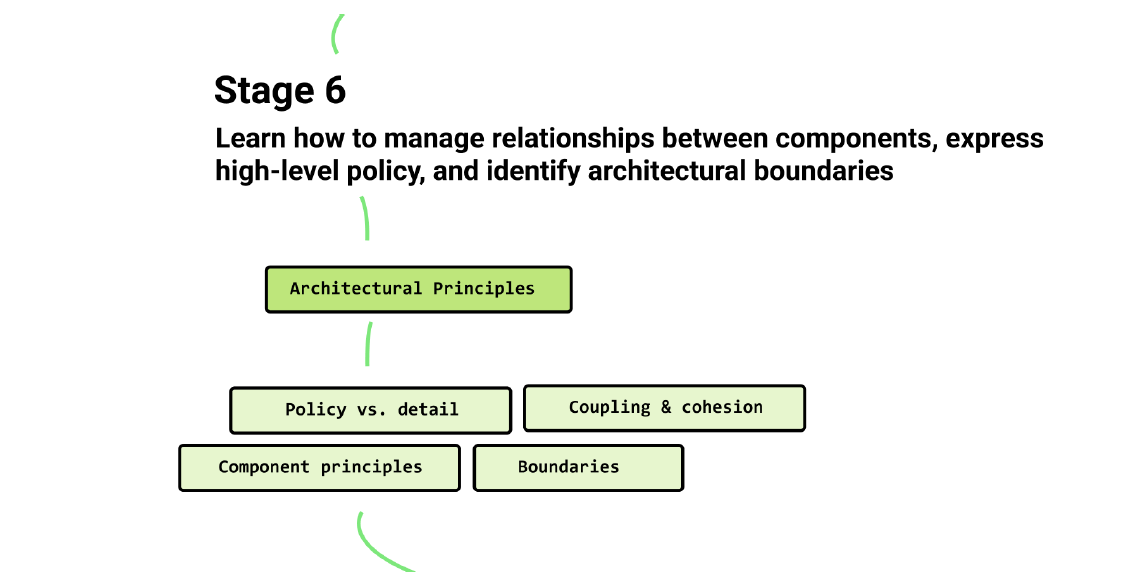 Stage 6
Learn how to manage relationships between components, express
high-level policy, and identify architectural boundaries
Architectural Principles
Policy vs. detail
Coupling & cohesion
Component principles
Boundaries